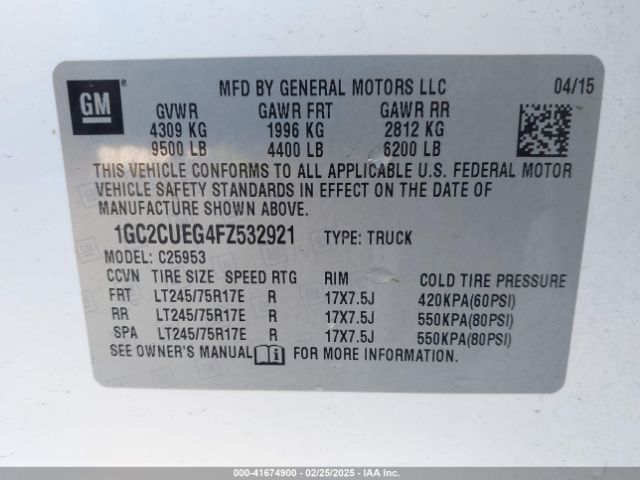 GM
MFD BY GENERAL MOTORS LLC 04/15
GVWR GAWR FRT GAWR RR
4309 KG 1996 KG 2812 KG
9500 LB 4400 LB 6200 LB
THIS VEHICLE CONFORMS TO ALL APPLICABLE U.S. FEDERAL MOTOR
VEHICLE SAFETY STANDARDS IN EFFECT ON THE DATE OF
MANUFACTURE SHOWN ABOVE.
1GC2CUEG4FZ532921 TYPE: TRUCK
MODEL: C25953
CCVN TIRE SIZE SPEED RTG RIM COLD TIRE PRESSURE
FRT LT245/75R17E R 17X7.5J 420KPA(60PSI)
RR LT245/75R17E R 17X7.5J 550KPA(80PSI)
SPA LT245/75R17E R 17X7.5J 550KPA(80PSI)
SEE OWNER'S MANUAL FOR MORE INFORMATION.
000-41674900 - 02/25/2025 - IAAI.COM